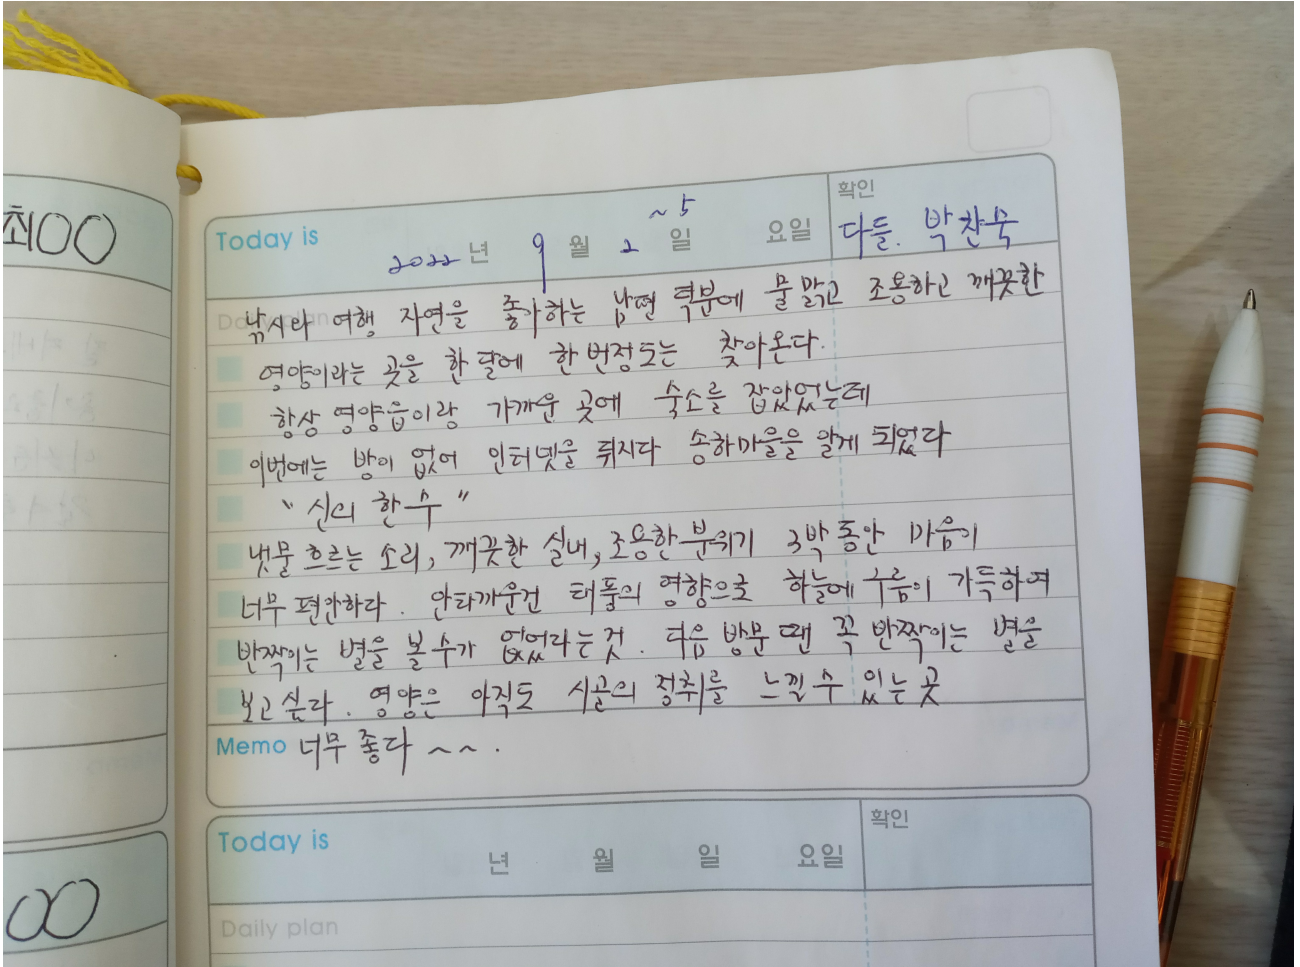 최○○
Today is 2022 년 9 월 2 ~5 일 요일
확인
다들. 박찬숙
Daily plan
낚시라 여행 자연을 좋아하는 남편 덕분에 물 맑고 조용하고 깨끗한
영양이라는 곳을 한달에 한번정도는 찾아온다.
항상 영양읍이랑 가까운 곳에 숙소를 잡았었는데
이번에는 방이 없어 인터넷을 뒤지다 송하마을을 알게 되었다
" 신의 한수 "
냇물 흐르는 소리, 깨끗한 실내, 조용한 분위기 3박 동안 마음이
너무 편안하다. 안타까운건 태풍의 영향으로 하늘에 구름이 가득하여
반짝이는 별을 볼수가 없었라는것. 다음 방문땐 꼭 반짝이는 별을
보고싶다. 영양은 아직도 시골의 정취를 느낄수 있는 곳
Memo 너무 좋다 ~~.
Today is 년 월 일 요일
확인
Daily plan
○○